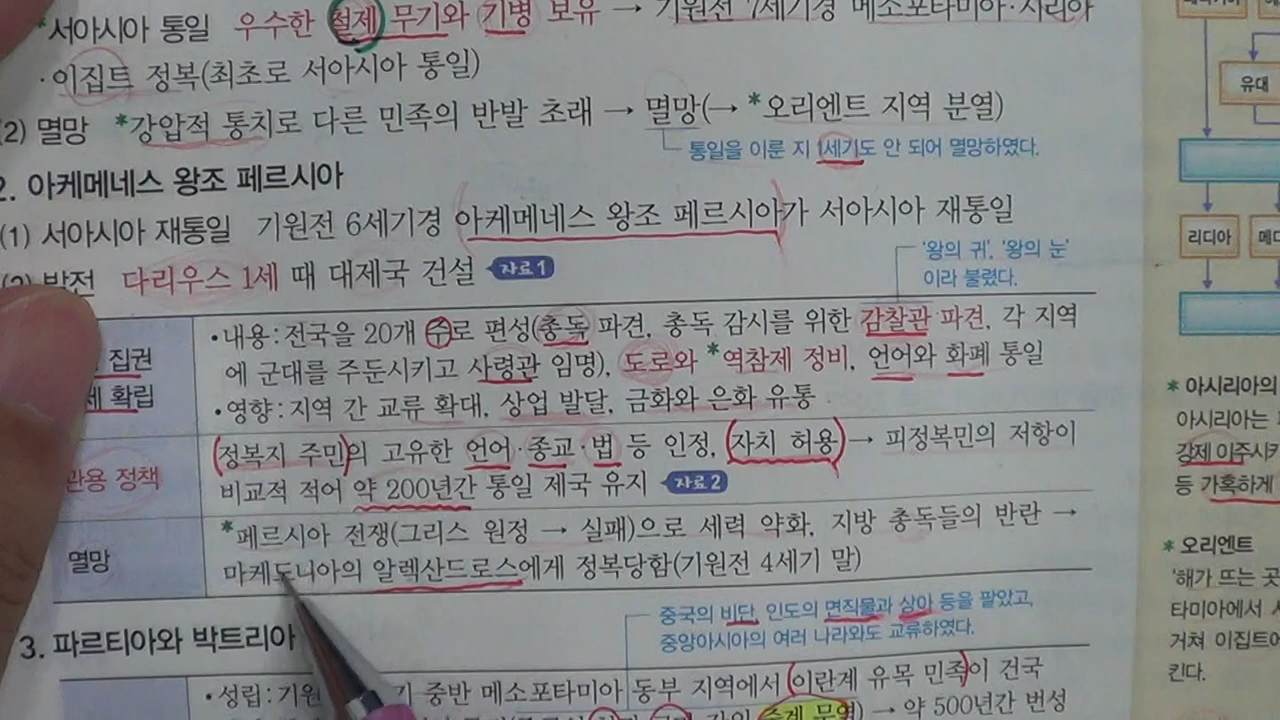 *서아시아 통일 우수한 철제 무기와 기병 보유 → 기원전 7세기경 메소포타미아·시리아
·이집트 정복(최초로 서아시아 통일)
(2) 멸망 *강압적 통치로 다른 민족의 반발 초래 → 멸망(→ *오리엔트 지역 분열)
통일을 이룬 지 1세기도 안 되어 멸망하였다.
2. 아케메네스 왕조 페르시아
(1) 서아시아 재통일 기원전 6세기경 아케메네스 왕조 페르시아가 서아시아 재통일
'왕의 귀', '왕의 눈'
이라 불렸다.
(2) 발전 다리우스 1세 때 대제국 건설 자료1
집권
확립
•내용: 전국을 20개 주로 편성(총독 파견, 총독 감시를 위한 감찰관 파견, 각 지역
에 군대를 주둔시키고 사령관 임명), 도로와 *역참제 정비, 언어와 화폐 통일
•영향: 지역 간 교류 확대, 상업 발달, 금화와 은화 유통
관용 정책
(정복지 주민)의 고유한 언어·종교·법 등 인정, (자치 허용) → 피정복민의 저항이
비교적 적어 약 200년간 통일 제국 유지 자료2
멸망
*페르시아 전쟁(그리스 원정 → 실패)으로 세력 약화, 지방 총독들의 반란 →
마케도니아의 알렉산드로스에게 정복당함(기원전 4세기 말)
중국의 비단, 인도의 면직물과 상아 등을 팔았고,
중앙아시아의 여러 나라와도 교류하였다.
3. 파르티아와 박트리아
•성립: 기원 중반 메소포타미아 동부 지역에서 (이란계 유목 민족)이 건국
중계 무역) → 약 500년간 번성
유대
리디아
메디
*아시리아의
아시리아는
강제 이주시키
등 가혹하게
*오리엔트
'해가 뜨는 곳
타미아에서 시
거쳐 이집트에
킨다.